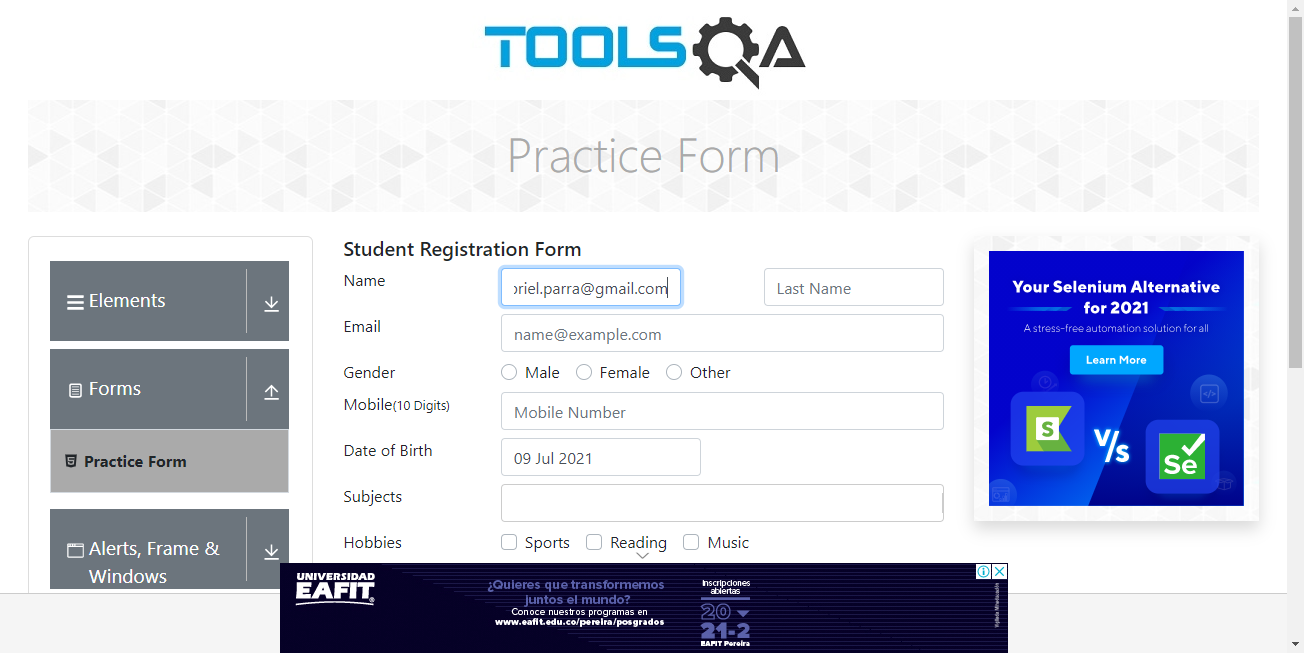 TOOLSQA
Practice Form
Elements
Forms
Practice Form
Alerts, Frame &
Windows
Student Registration Form
Name
priel.parra@gmail.com
Last Name
Email
name@example.com
Gender
Male
Female
Other
Mobile(10 Digits)
Mobile Number
Date of Birth
09 Jul 2021
Subjects
Hobbies
Sports
Reading
Music
Your Selenium Alternative
for 2021
A stress-free automation solution for all
Learn More
S
V/s
Se
UNIVERSIDAD
EAFIT
¿Quieres que transformemos
juntos el mundo?
Conoce nuestros programas en
www.eafit.edu.co/pereira/posgrados
Inscripciones
abiertas
20
21-2
EAFIT Pereira